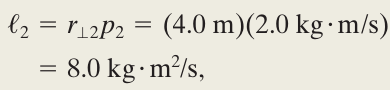 ℓ₂ = r⊥₂p₂ = (4.0 m)(2.0 kg·m/s)
= 8.0 kg·m²/s,